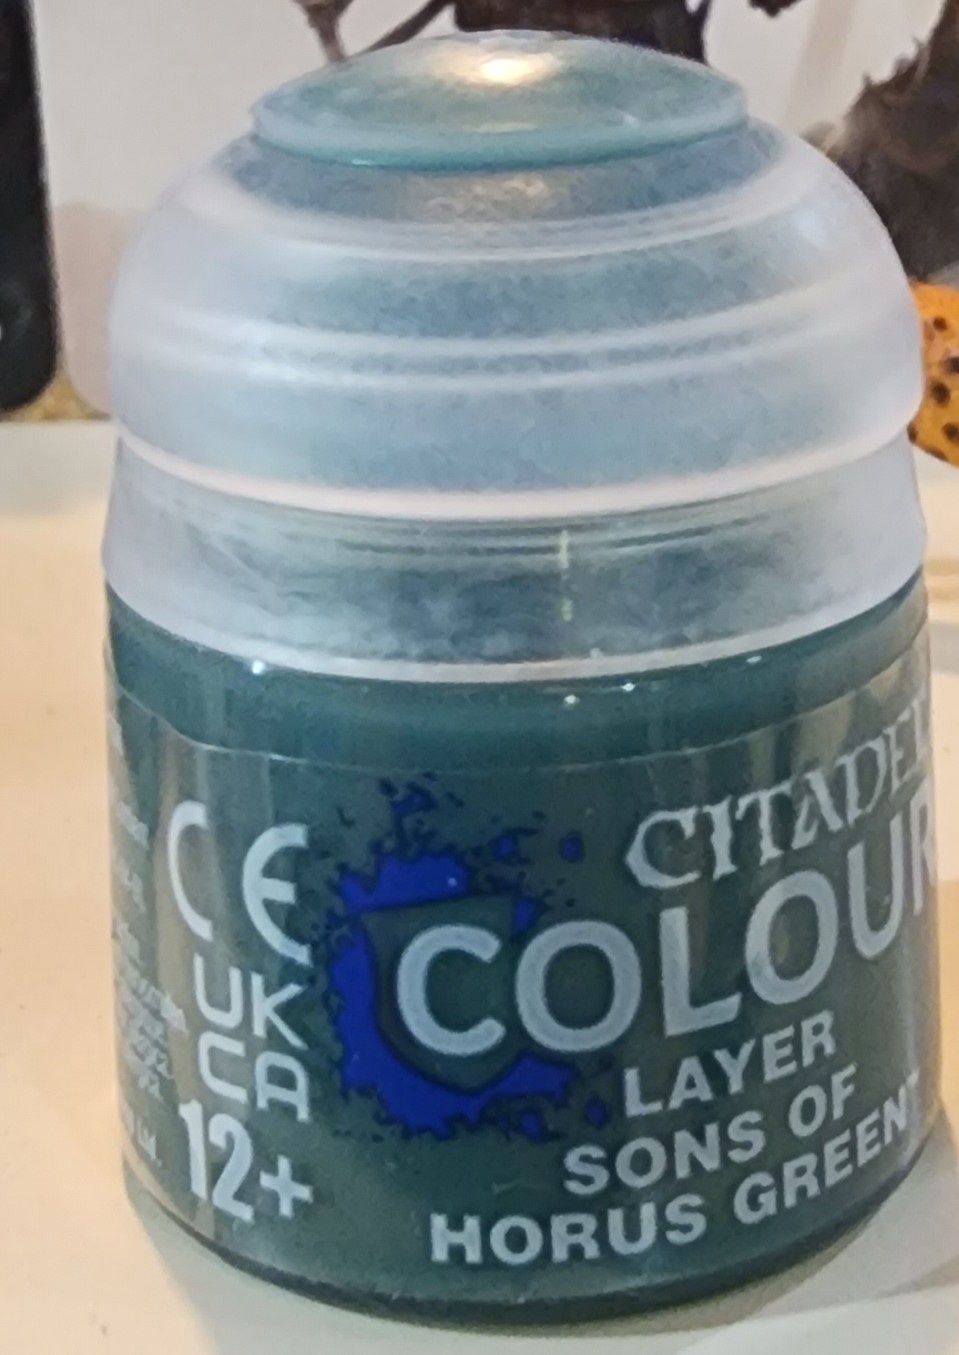 CE
UK
CA
12+
CITADEL
COLOUR
LAYER
SONS OF
HORUS GREEN